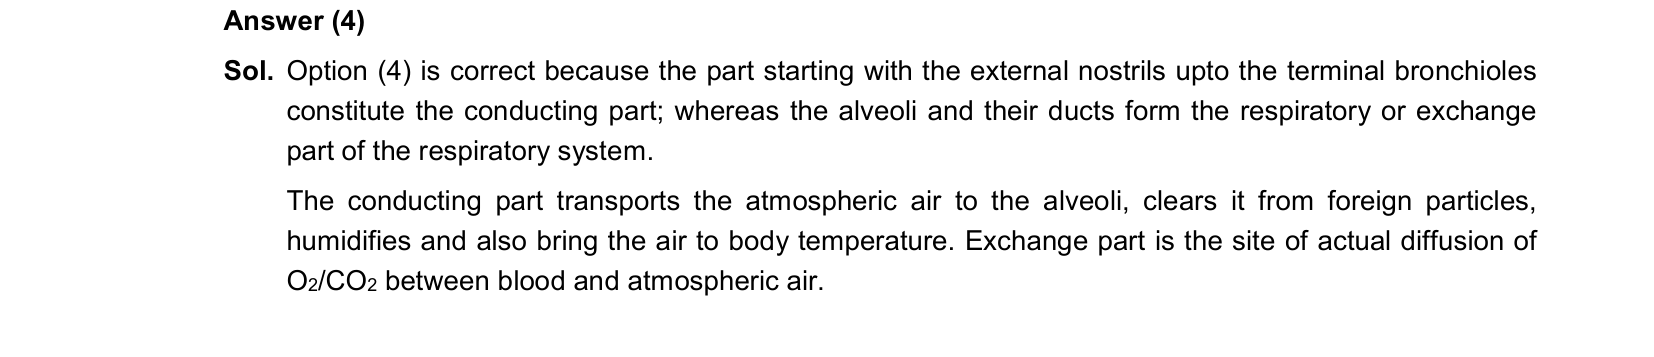 Answer (4)
Sol. Option (4) is correct because the part starting with the external nostrils upto the terminal bronchioles
constitute the conducting part; whereas the alveoli and their ducts form the respiratory or exchange
part of the respiratory system.
The conducting part transports the atmospheric air to the alveoli, clears it from foreign particles,
humidifies and also bring the air to body temperature. Exchange part is the site of actual diffusion of
O2/CO2 between blood and atmospheric air.